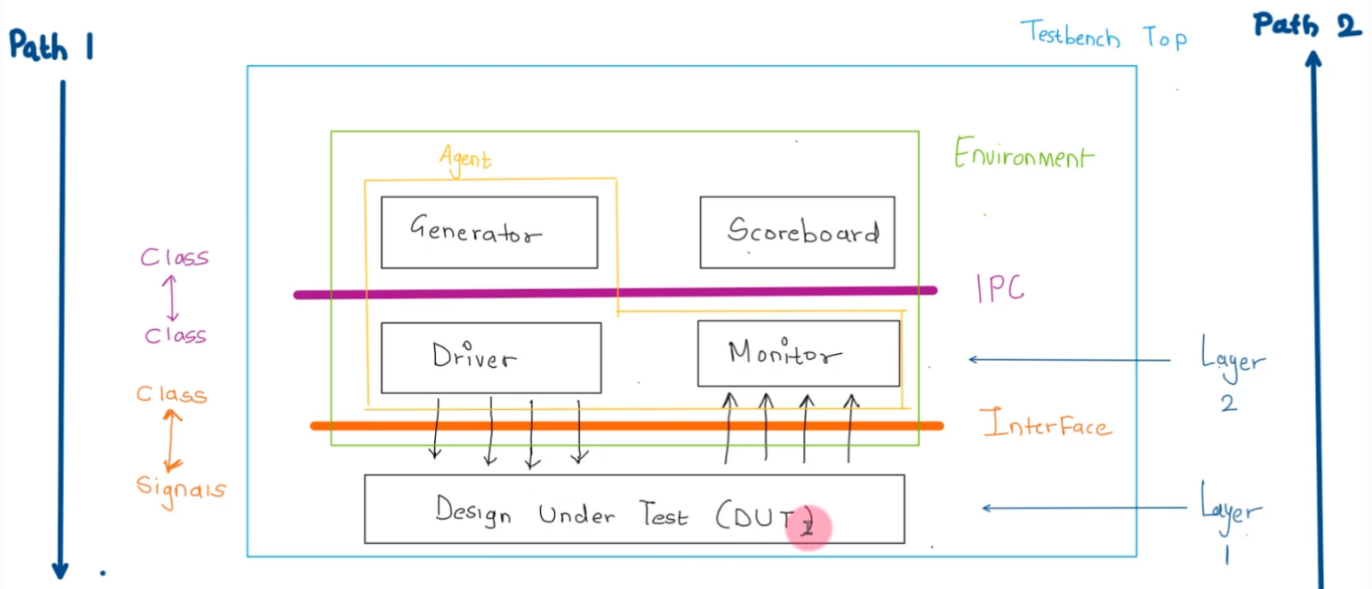 Path 1
Testbench Top
Path 2
Agent
Environment
Generator
Scoreboard
Class
IPC
Class
Driver
Monitor
Layer
2
Class
Interface
Signals
Design Under Test (DUT)
Layer
1